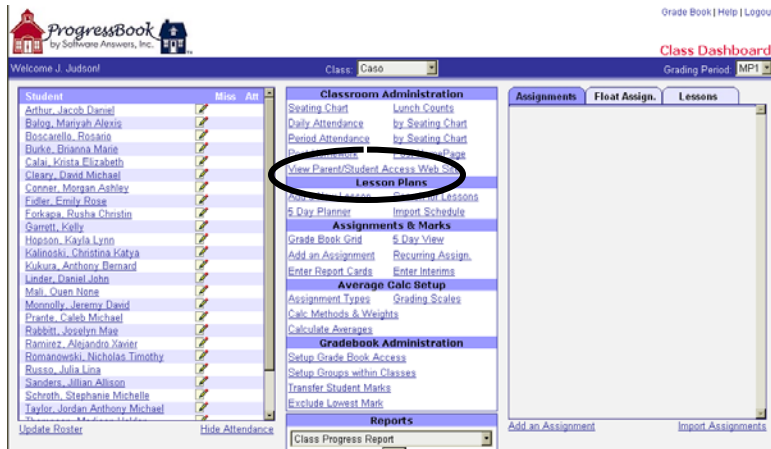 Grade Book | Help | Logou
ProgressBook
by Software Answers, Inc.
Class Dashboard
Welcome J. Judson!
Class: Caso
Grading Period: MP1
Student Miss Att
Arthur, Jacob Daniel
Balog, Mariyah Alexis
Boscarello, Rosario
Burke, Brianna Marie
Calai, Krista Elizabeth
Cleary, David Michael
Conner, Morgan Ashley
Fidler, Emily Rose
Forkapa, Rusha Christin
Garrett, Kelly
Hopson, Kayla Lynn
Kalinoski, Christina Katya
Kukura, Anthony Bernard
Linder, Daniel John
Mali, Quen None
Monnolly, Jeremy David
Prante, Caleb Michael
Rabbitt, Joselyn Mae
Ramirez, Alejandro Xavier
Romanowski, Nicholas Timothy
Russo, Julia Lina
Sanders, Jillian Allison
Schroth, Stephanie Michelle
Taylor, Jordan Anthony Michael
Update Roster Hide Attendance
Classroom Administration
Seating Chart Lunch Counts
Daily Attendance by Seating Chart
Period Attendance by Seating Chart
View Parent/Student Access Web Site
Lesson Plans
5 Day Planner Import Schedule
Assignments & Marks
Grade Book Grid 5 Day View
Add an Assignment Recurring Assign.
Enter Report Cards Enter Interims
Average Calc Setup
Assignment Types Grading Scales
Calc Methods & Weights
Calculate Averages
Gradebook Administration
Setup Grade Book Access
Setup Groups within Classes
Transfer Student Marks
Exclude Lowest Mark
Reports
Class Progress Report
Assignments Float Assign. Lessons
Add an Assignment Import Assignments